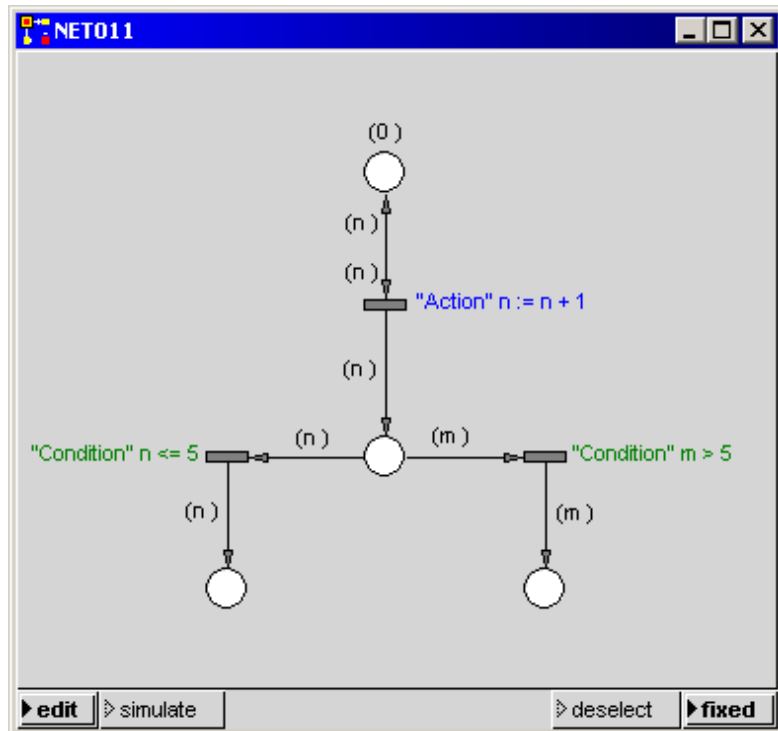 NET011
(0 )
(n )
(n )
"Action" n := n + 1
(n )
"Condition" n <= 5
(n )
(m )
"Condition" m > 5
(n )
(m )
edit
simulate
deselect
fixed